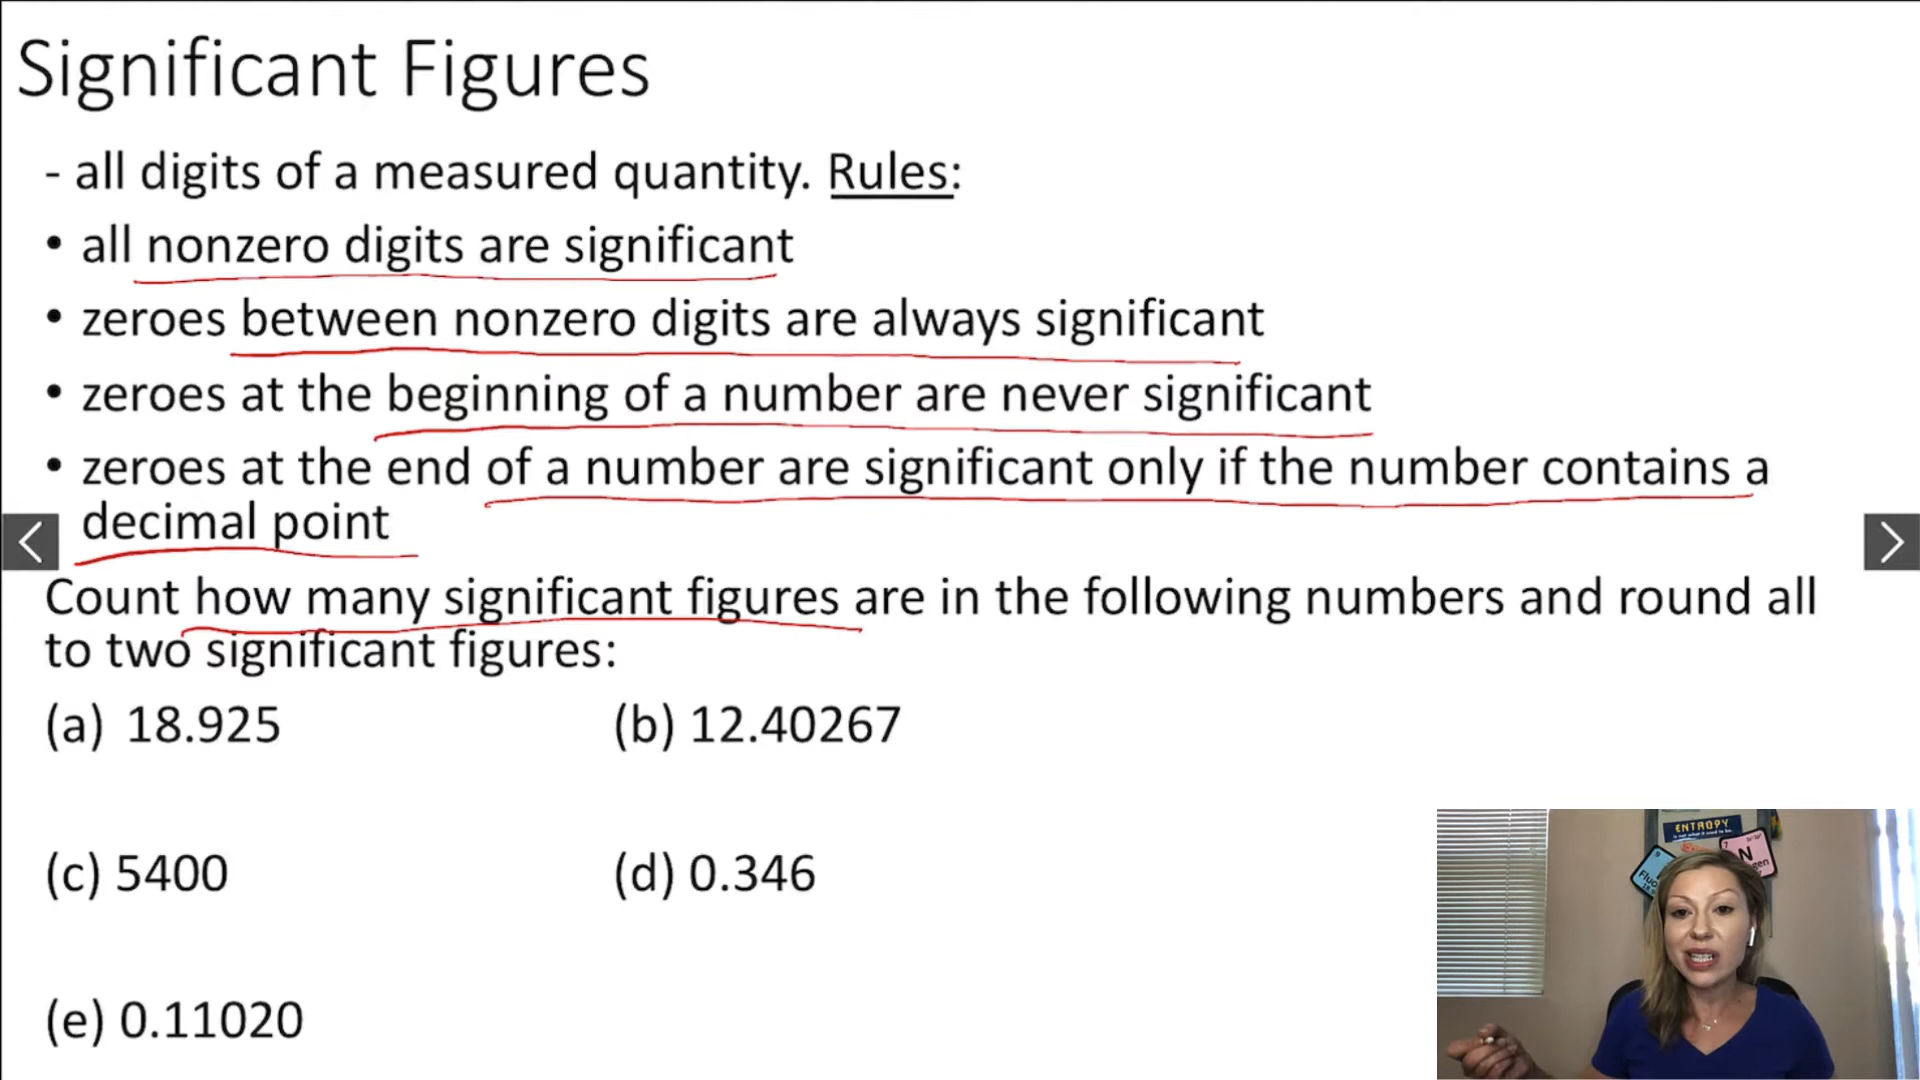 Significant Figures
- all digits of a measured quantity. Rules:
• all nonzero digits are significant
• zeroes between nonzero digits are always significant
• zeroes at the beginning of a number are never significant
• zeroes at the end of a number are significant only if the number contains a
decimal point
Count how many significant figures are in the following numbers and round all
to two significant figures:
(a) 18.925 (b) 12.40267
(c) 5400 (d) 0.346
(e) 0.11020
ENTROPY
7
N
Fluo
gen